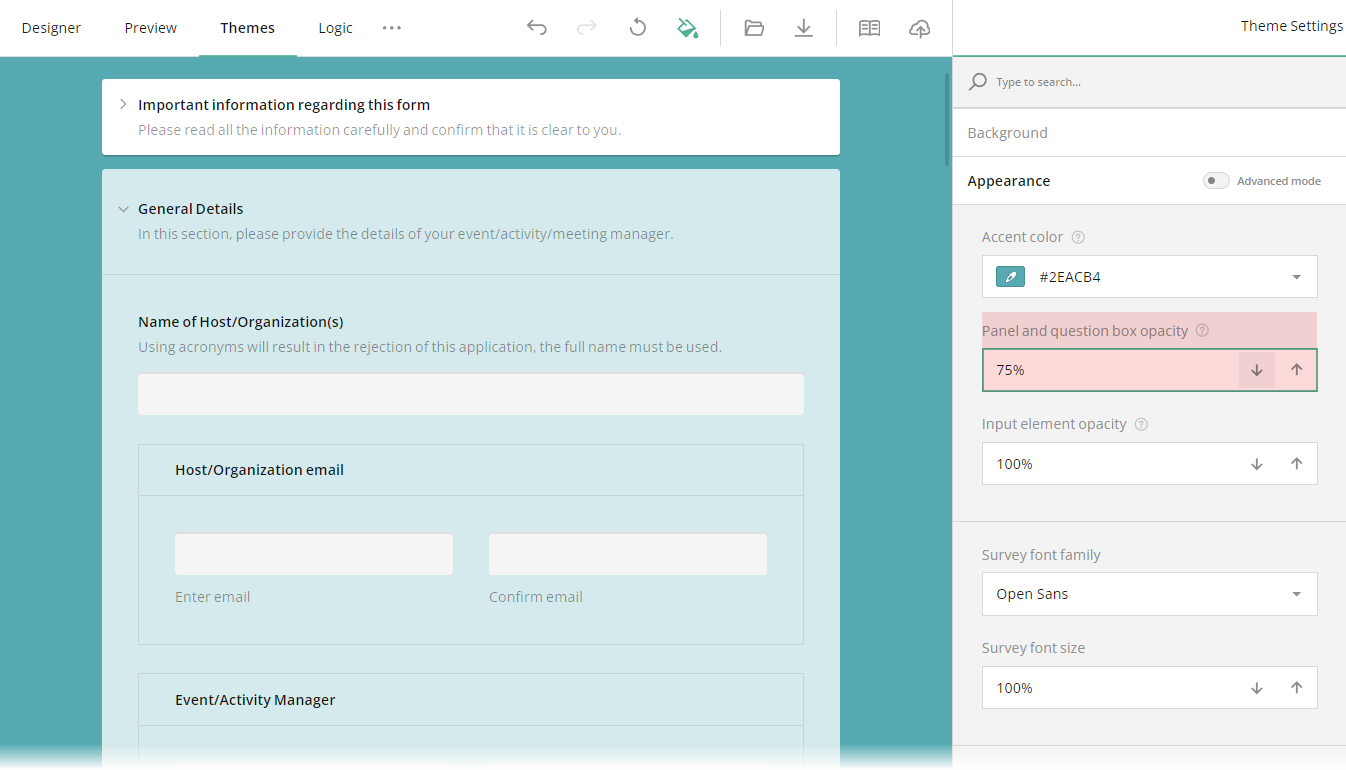 Designer
Preview
Themes
Logic
Theme Settings
Type to search...
Background
Appearance
Advanced mode
Accent color
#2EACB4
Panel and question box opacity
75%
Input element opacity
100%
Survey font family
Open Sans
Survey font size
100%
Important information regarding this form
Please read all the information carefully and confirm that it is clear to you.
General Details
In this section, please provide the details of your event/activity/meeting manager.
Name of Host/Organization(s)
Using acronyms will result in the rejection of this application, the full name must be used.
Host/Organization email
Enter email
Confirm email
Event/Activity Manager